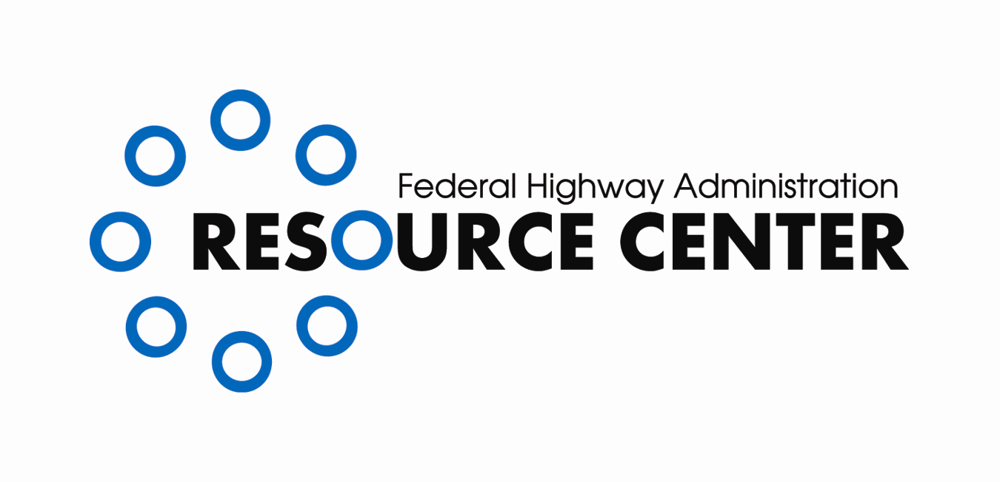 Federal Highway Administration
RESOURCE CENTER